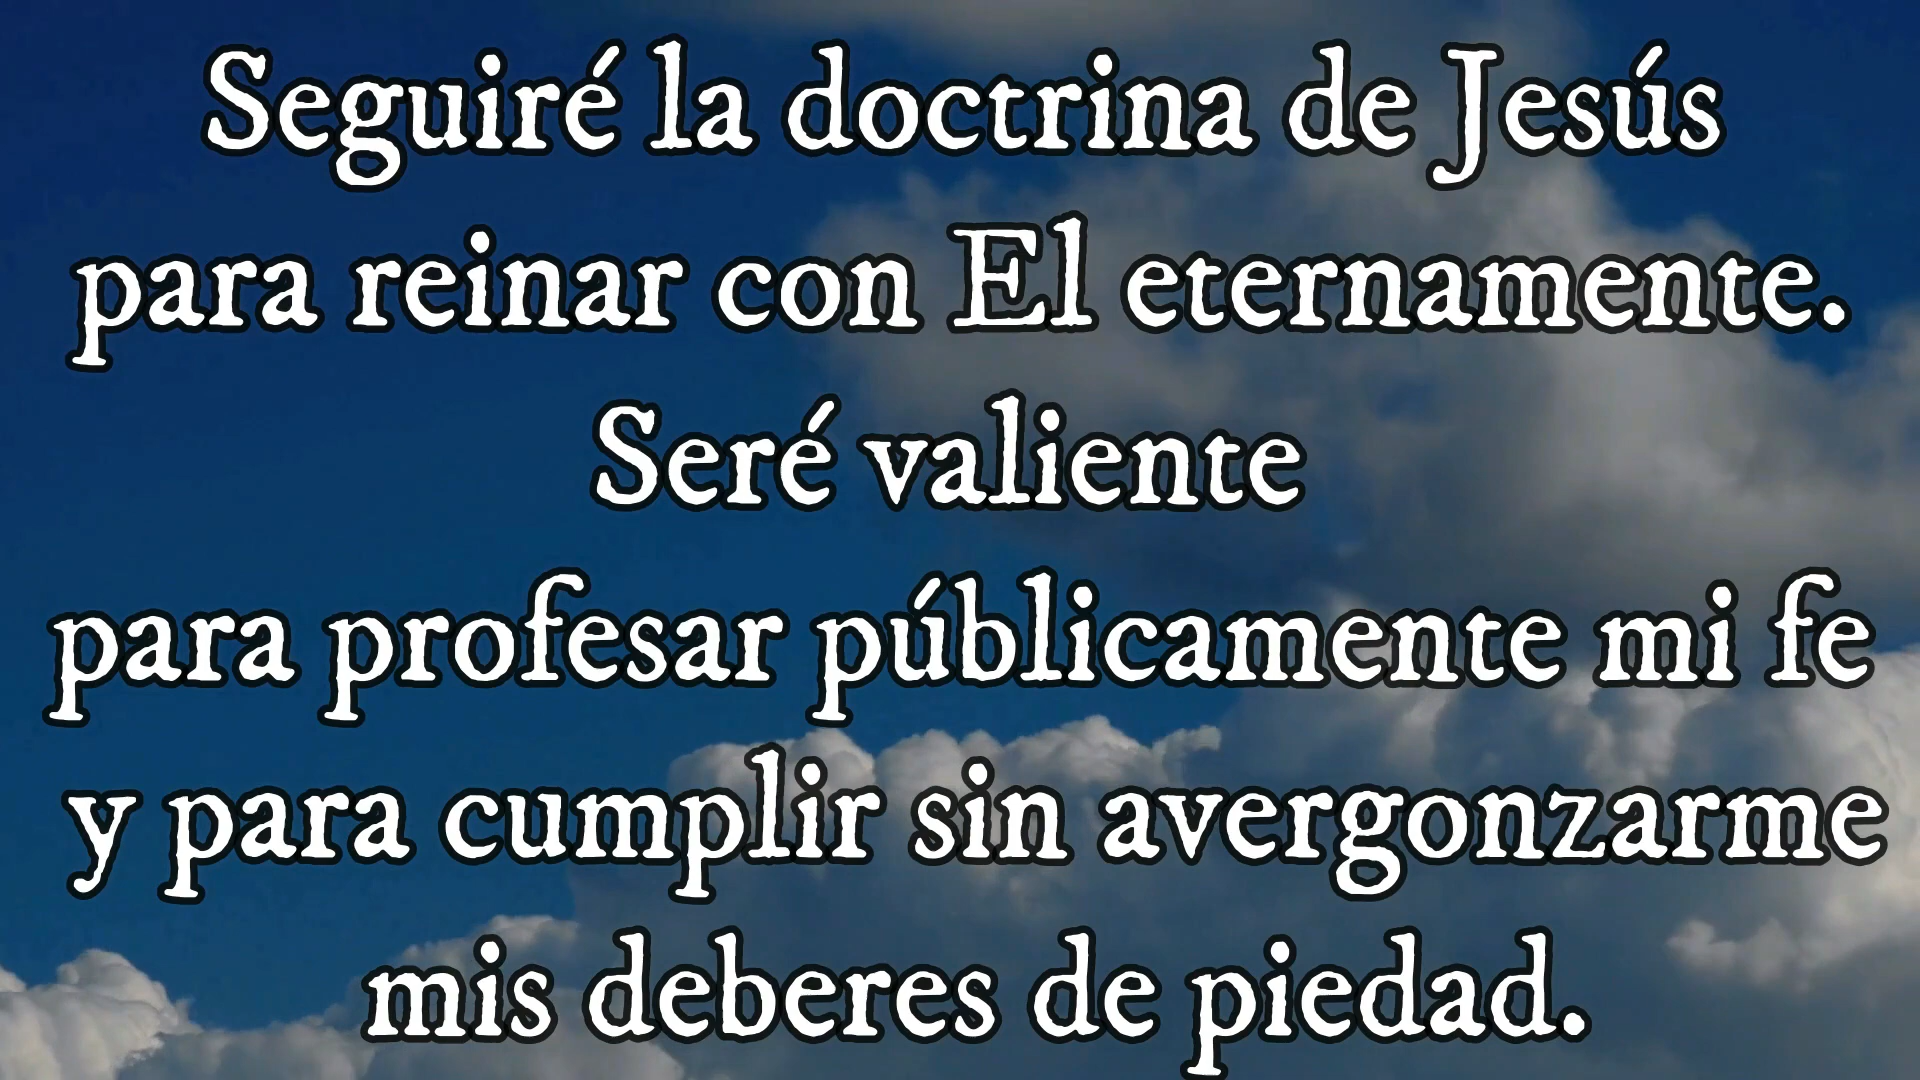 Seguiré la doctrina de Jesús
para reinar con El eternamente.
Seré valiente
para profesar públicamente mi fe
y para cumplir sin avergonzarme
mis deberes de piedad.